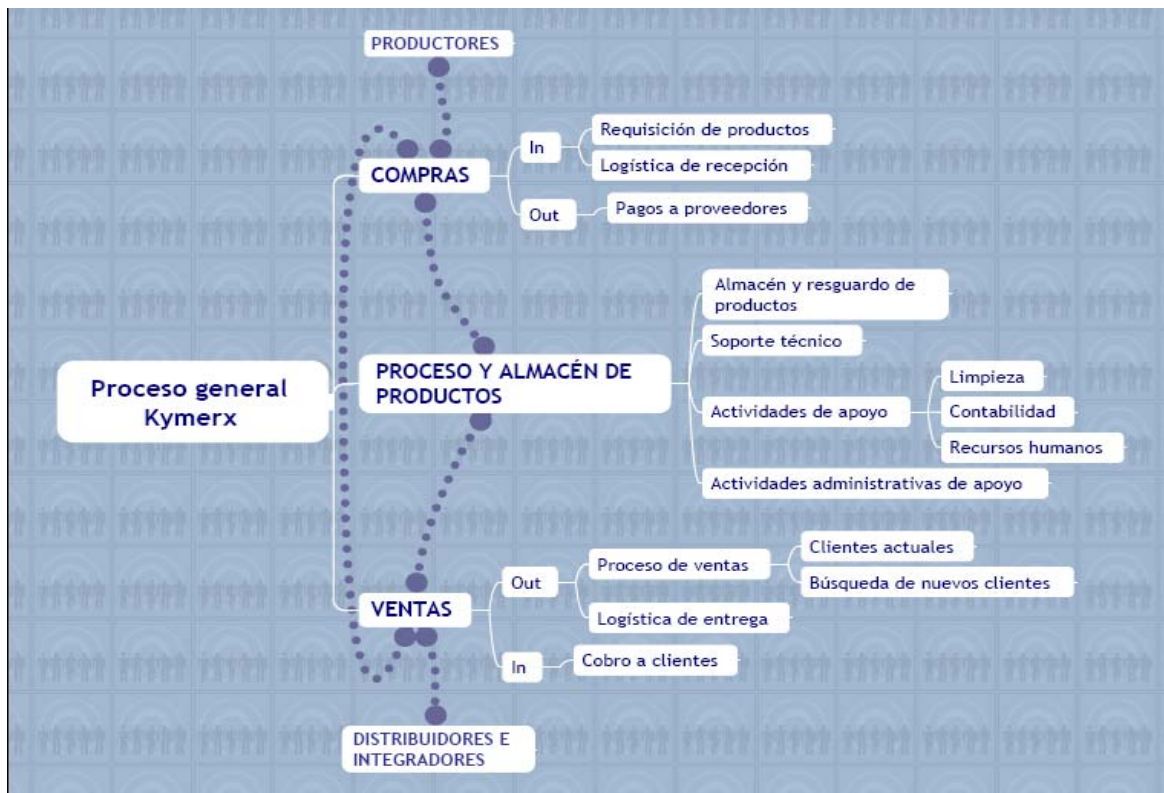 PRODUCTORES
COMPRAS
In
Requisición de productos
Logística de recepción
Out
Pagos a proveedores
Proceso general
Kymerx
PROCESO Y ALMACÉN DE
PRODUCTOS
Almacén y resguardo de
productos
Soporte técnico
Actividades de apoyo
Limpieza
Contabilidad
Recursos humanos
Actividades administrativas de apoyo
VENTAS
Out
Proceso de ventas
Clientes actuales
Búsqueda de nuevos clientes
Logística de entrega
In
Cobro a clientes
DISTRIBUIDORES E
INTEGRADORES